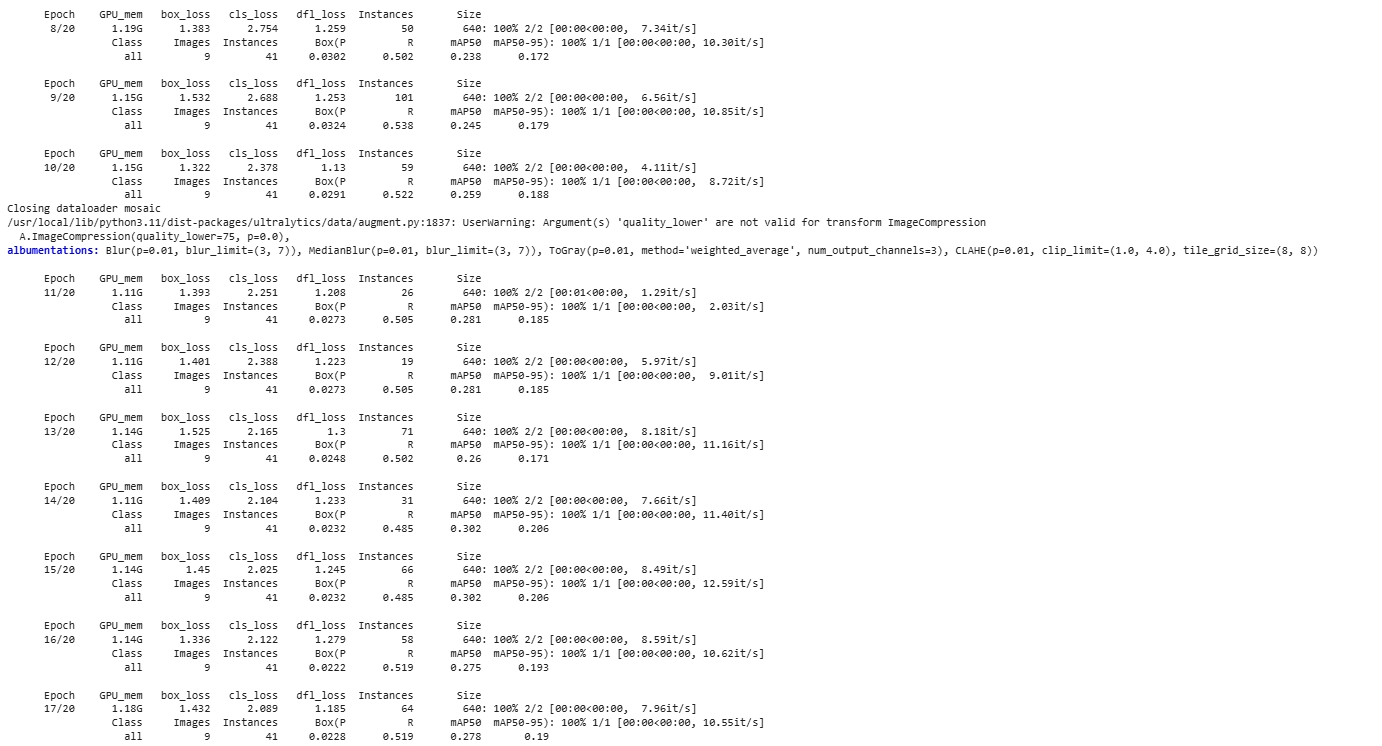 Epoch GPU_mem box_loss cls_loss dfl_loss Instances Size
8/20 1.19G 1.383 2.754 1.259 50 640: 100% 2/2 [00:00<00:00, 7.34it/s]
Class Images Instances Box(P R mAP50 mAP50-95): 100% 1/1 [00:00<00:00, 10.30it/s]
all 9 41 0.0302 0.502 0.238 0.172
Epoch GPU_mem box_loss cls_loss dfl_loss Instances Size
9/20 1.15G 1.532 2.688 1.253 101 640: 100% 2/2 [00:00<00:00, 6.56it/s]
Class Images Instances Box(P R mAP50 mAP50-95): 100% 1/1 [00:00<00:00, 10.85it/s]
all 9 41 0.0324 0.538 0.245 0.179
Epoch GPU_mem box_loss cls_loss dfl_loss Instances Size
10/20 1.15G 1.322 2.378 1.13 59 640: 100% 2/2 [00:00<00:00, 4.11it/s]
Class Images Instances Box(P R mAP50 mAP50-95): 100% 1/1 [00:00<00:00, 8.72it/s]
all 9 41 0.0291 0.522 0.259 0.188
Closing dataloader mosaic
/usr/local/lib/python3.11/dist-packages/ultralytics/data/augment.py:1837: UserWarning: Argument(s) 'quality_lower' are not valid for transform ImageCompression
A.ImageCompression(quality_lower=75, p=0.0),
albumentations: Blur(p=0.01, blur_limit=(3, 7)), MedianBlur(p=0.01, blur_limit=(3, 7)), ToGray(p=0.01, method='weighted_average', num_output_channels=3), CLAHE(p=0.01, clip_limit=(1.0, 4.0), tile_grid_size=(8, 8))
Epoch GPU_mem box_loss cls_loss dfl_loss Instances Size
11/20 1.11G 1.393 2.251 1.208 26 640: 100% 2/2 [00:01<00:00, 1.29it/s]
Class Images Instances Box(P R mAP50 mAP50-95): 100% 1/1 [00:00<00:00, 2.03it/s]
all 9 41 0.0273 0.505 0.281 0.185
Epoch GPU_mem box_loss cls_loss dfl_loss Instances Size
12/20 1.11G 1.401 2.388 1.223 19 640: 100% 2/2 [00:00<00:00, 5.97it/s]
Class Images Instances Box(P R mAP50 mAP50-95): 100% 1/1 [00:00<00:00, 9.01it/s]
all 9 41 0.0273 0.505 0.281 0.185
Epoch GPU_mem box_loss cls_loss dfl_loss Instances Size
13/20 1.14G 1.525 2.165 1.3 71 640: 100% 2/2 [00:00<00:00, 8.18it/s]
Class Images Instances Box(P R mAP50 mAP50-95): 100% 1/1 [00:00<00:00, 11.16it/s]
all 9 41 0.0248 0.502 0.26 0.171
Epoch GPU_mem box_loss cls_loss dfl_loss Instances Size
14/20 1.11G 1.409 2.104 1.233 31 640: 100% 2/2 [00:00<00:00, 7.66it/s]
Class Images Instances Box(P R mAP50 mAP50-95): 100% 1/1 [00:00<00:00, 11.40it/s]
all 9 41 0.0232 0.485 0.302 0.206
Epoch GPU_mem box_loss cls_loss dfl_loss Instances Size
15/20 1.14G 1.45 2.025 1.245 66 640: 100% 2/2 [00:00<00:00, 8.49it/s]
Class Images Instances Box(P R mAP50 mAP50-95): 100% 1/1 [00:00<00:00, 12.59it/s]
all 9 41 0.0232 0.485 0.302 0.206
Epoch GPU_mem box_loss cls_loss dfl_loss Instances Size
16/20 1.14G 1.336 2.122 1.279 58 640: 100% 2/2 [00:00<00:00, 8.59it/s]
Class Images Instances Box(P R mAP50 mAP50-95): 100% 1/1 [00:00<00:00, 10.62it/s]
all 9 41 0.0222 0.519 0.275 0.193
Epoch GPU_mem box_loss cls_loss dfl_loss Instances Size
17/20 1.18G 1.432 2.089 1.185 64 640: 100% 2/2 [00:00<00:00, 7.96it/s]
Class Images Instances Box(P R mAP50 mAP50-95): 100% 1/1 [00:00<00:00, 10.55it/s]
all 9 41 0.0228 0.519 0.278 0.19